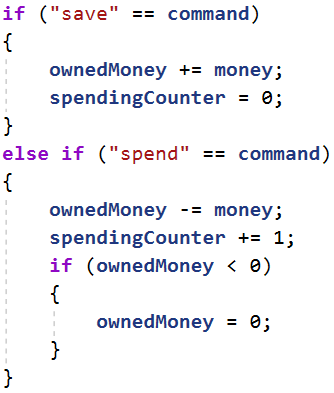 if ("save" == command)
{
    ownedMoney += money;
    spendingCounter = 0;
}
else if ("spend" == command)
{
    ownedMoney -= money;
    spendingCounter += 1;
    if (ownedMoney < 0)
    {
        ownedMoney = 0;
    }
}